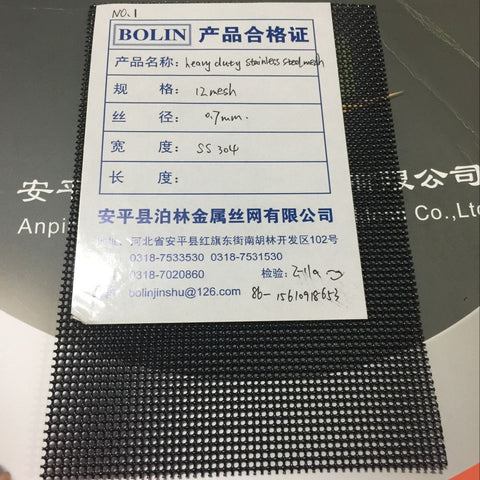 NO.1
BOLIN 产品合格证
产品名称: heavy duty stainless steel mesh
规 格: 12mesh
丝 径: 0.7mm.
宽 度: SS 304
长 度:
安平县泊林金属丝网有限公司
地址: 河北省安平县红旗东街南胡林开发区102号
0318-7533530 0318-7531530
0318-7020860 检验:
bolinjinshu@126.com 86-15610918653
安平 限公司
Anpi Co.,Ltd